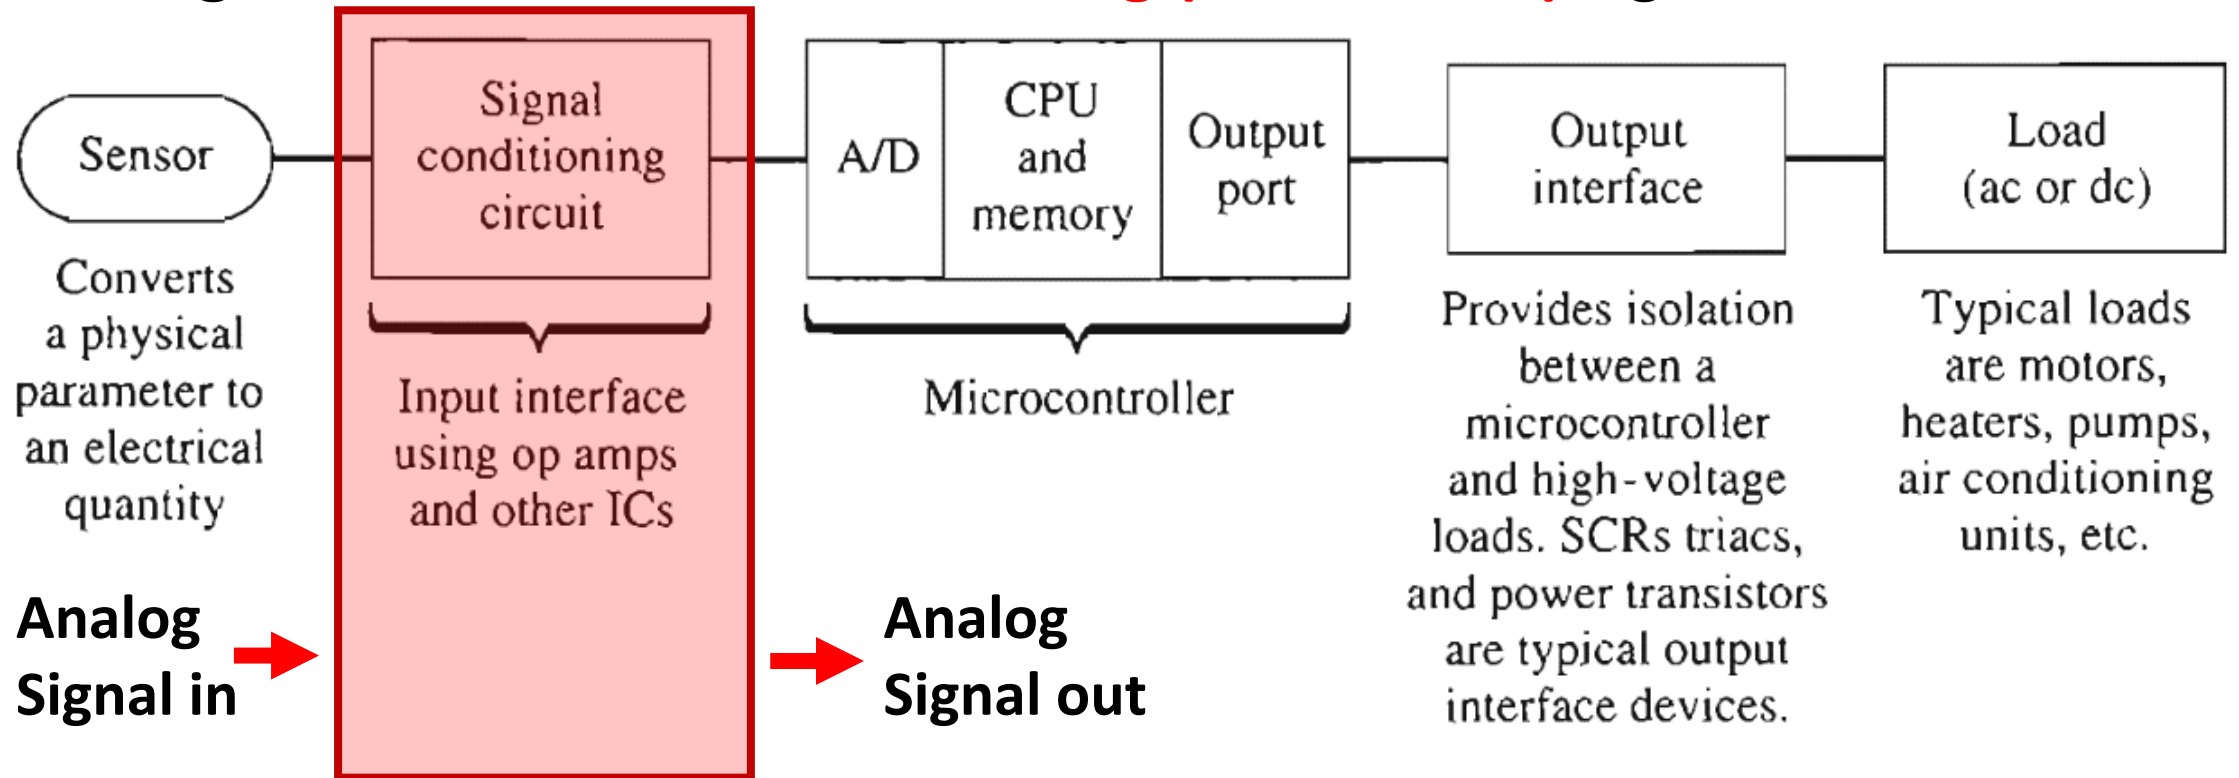 Sensor
Signal
conditioning
circuit
A/D
CPU
and
memory
Output
port
Output
interface
Load
(ac or dc)
Converts
a physical
parameter to
an electrical
quantity
Input interface
using op amps
and other ICs
Microcontroller
Provides isolation
between a
microcontroller
and high-voltage
loads. SCRs triacs,
and power transistors
are typical output
interface devices.
Typical loads
are motors,
heaters, pumps,
air conditioning
units, etc.
Analog
Signal in
Analog
Signal out